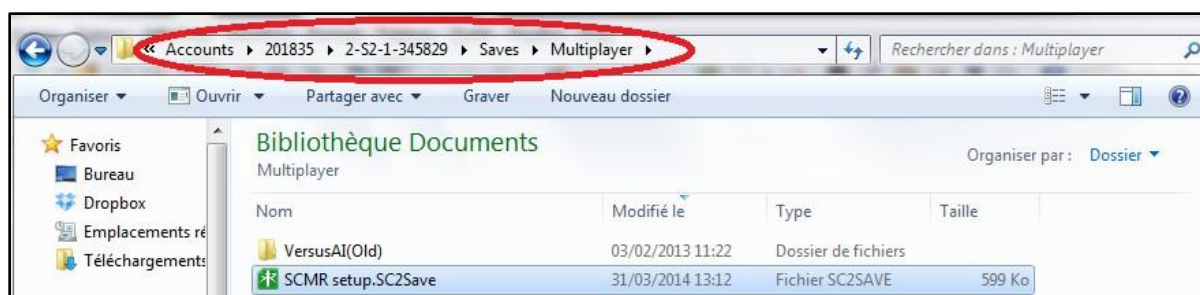 « Accounts ▸ 201835 ▸ 2-S2-1-345829 ▸ Saves ▸ Multiplayer ▸ Rechercher dans : Multiplayer
Organiser Ouvrir Partager avec Graver Nouveau dossier
Favoris
Bureau
Dropbox
Emplacements ré
Téléchargements
Bibliothèque Documents
Multiplayer
Organiser par : Dossier
Nom Modifié le Type Taille
VersusAI(Old) 03/02/2013 11:22 Dossier de fichiers
SCMR setup.SC2Save 31/03/2014 13:12 Fichier SC2SAVE 599 Ko